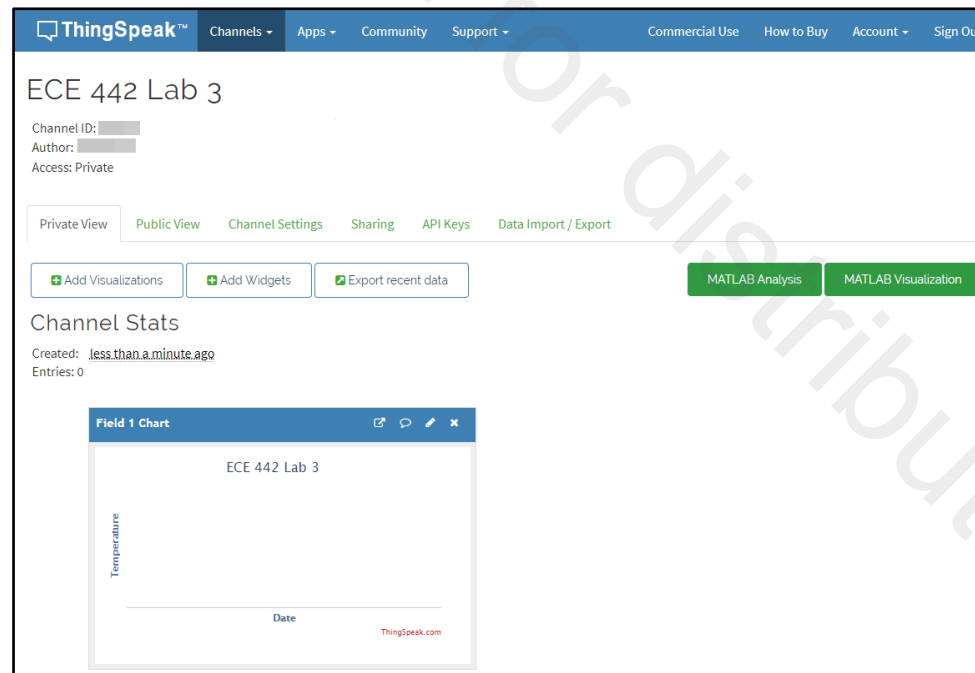 ThingSpeak™ Channels Apps Community Support Commercial Use How to Buy Account Sign Ou
ECE 442 Lab 3
Channel ID:
Author:
Access: Private
Private View Public View Channel Settings Sharing API Keys Data Import / Export
Add Visualizations Add Widgets Export recent data MATLAB Analysis MATLAB Visualization
Channel Stats
Created: less than a minute ago
Entries: 0
Field 1 Chart
ECE 442 Lab 3
Temperature
Date
ThingSpeak.com
for distribut